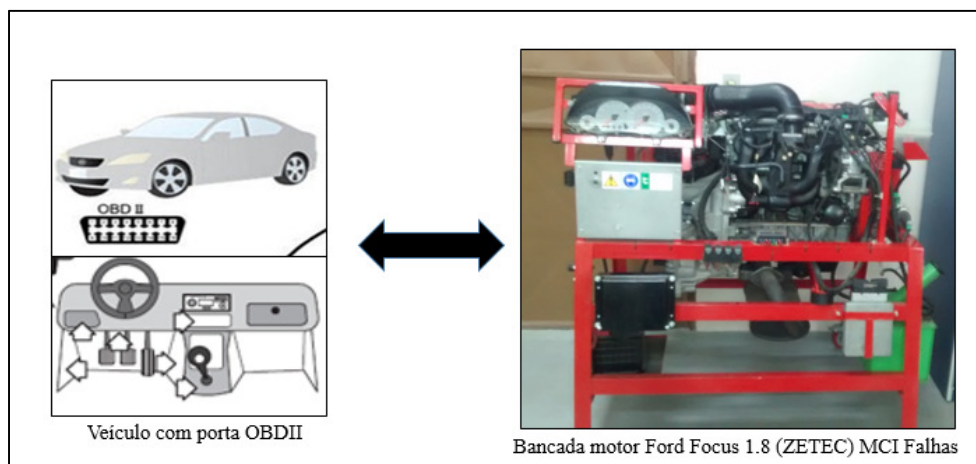 OBD II
Veículo com porta OBDII
Bancada motor Ford Focus 1.8 (ZETEC) MCI Falhas